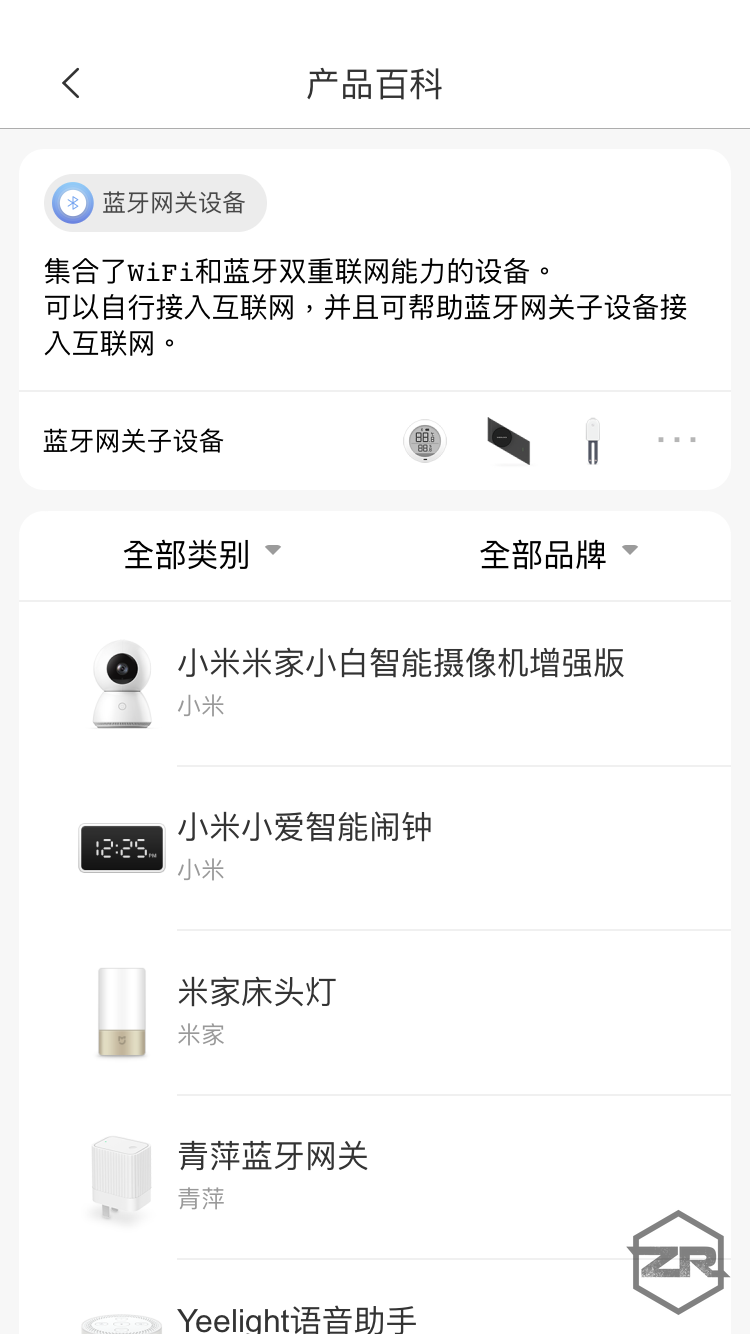 产品百科
蓝牙网关设备
集合了WiFi和蓝牙双重联网能力的设备。
可以自行接入互联网，并且可帮助蓝牙网关子设备接
入互联网。
蓝牙网关子设备
全部类别
全部品牌
小米米家小白智能摄像机增强版
小米
12:25 PM
小米小爱智能闹钟
小米
米家床头灯
米家
青萍蓝牙网关
青萍
ZR
Yeelight语音助手